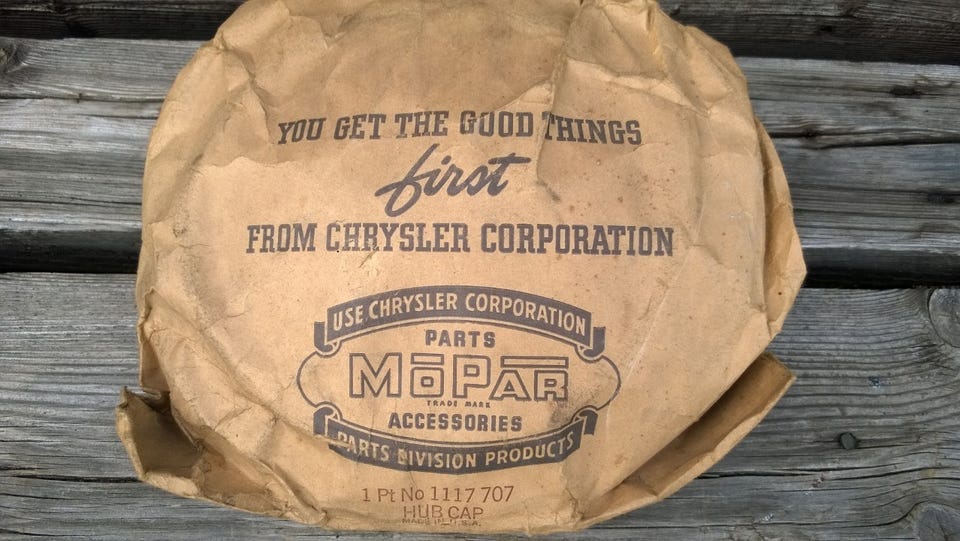 YOU GET THE GOOD THINGS
first
FROM CHRYSLER CORPORATION
USE CHRYSLER CORPORATION
PARTS
MOPAR
TRADE MARK
ACCESSORIES
PARTS DIVISION PRODUCTS
1 Pt No 1117 707
HUB CAP
MADE IN U.S.A.